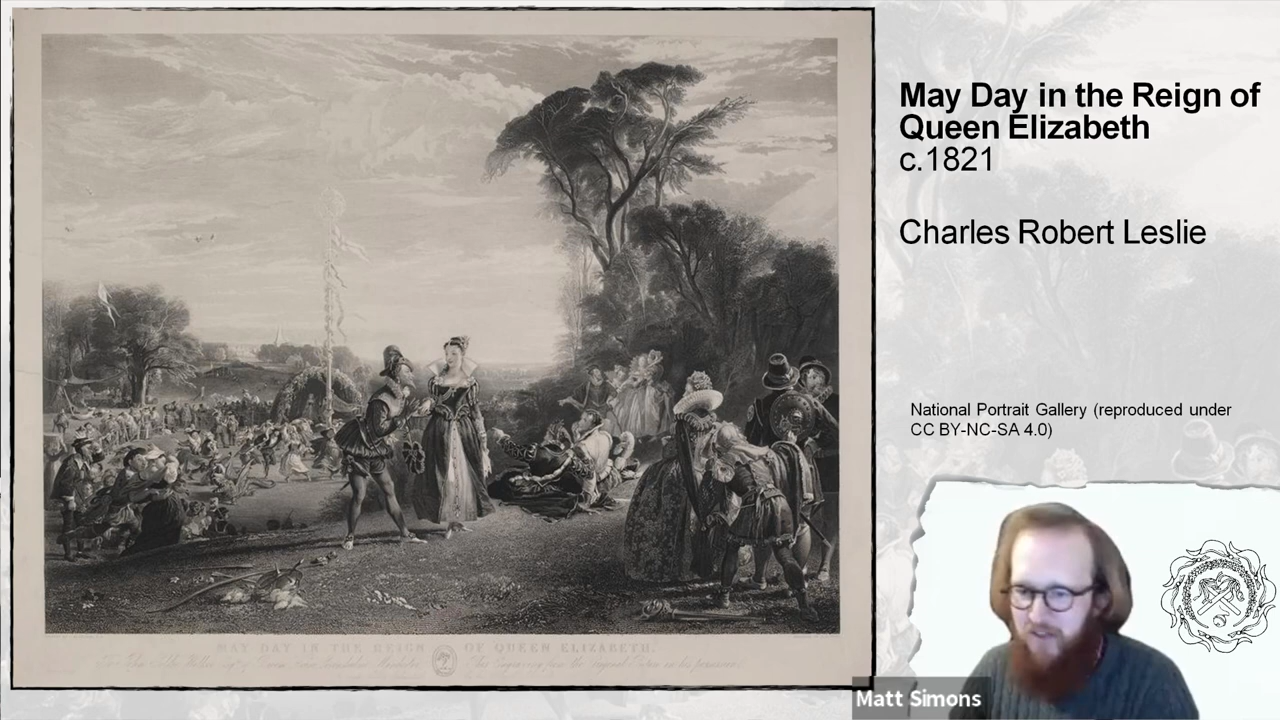 May Day in the Reign of
Queen Elizabeth
c.1821
Charles Robert Leslie
National Portrait Gallery (reproduced under
CC BY-NC-SA 4.0)
MAY DAY IN THE REIGN OF QUEEN ELIZABETH.
Matt Simons